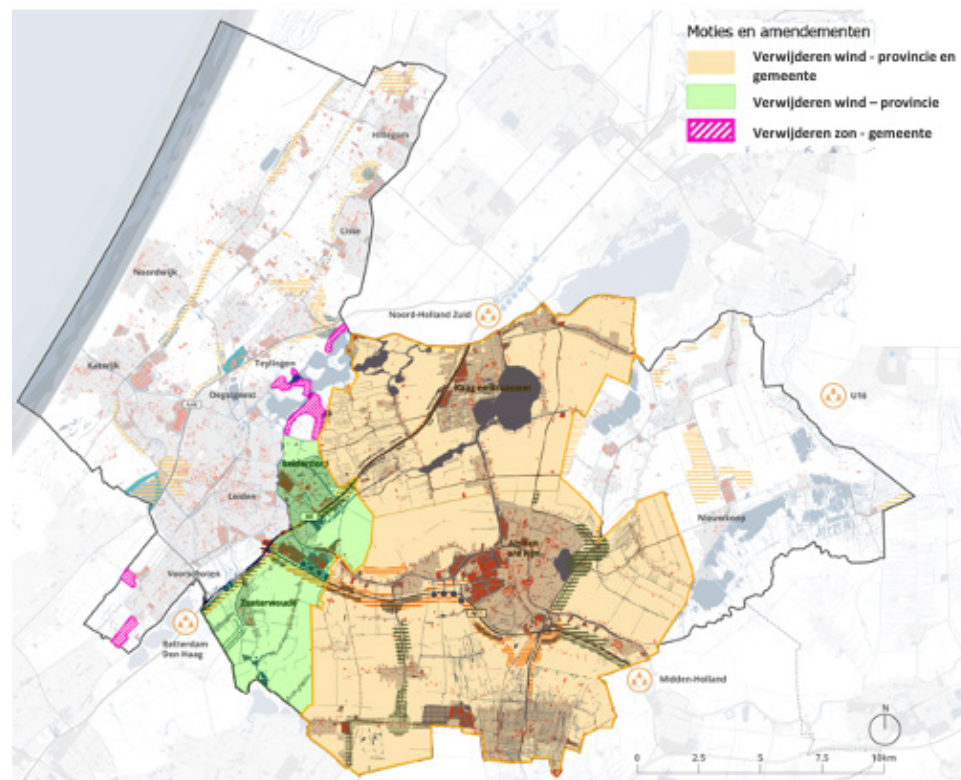 Moties en amendementen
Verwijderen wind - provincie en
gemeente
Verwijderen wind – provincie
Verwijderen zon - gemeente
Hillegom
Lisse
Noordwijk
Noord-Holland Zuid
Katwijk
Teylingen
Kaag en Braassem
Oegstgeest
U16
Leiderdorp
Leiden
Nieuwkoop
Alphen
a/d Rijn
Voorschoten
Zoeterwoude
Rotterdam
Den Haag
Midden-Holland
N
0 2.5 5 7.5 10km